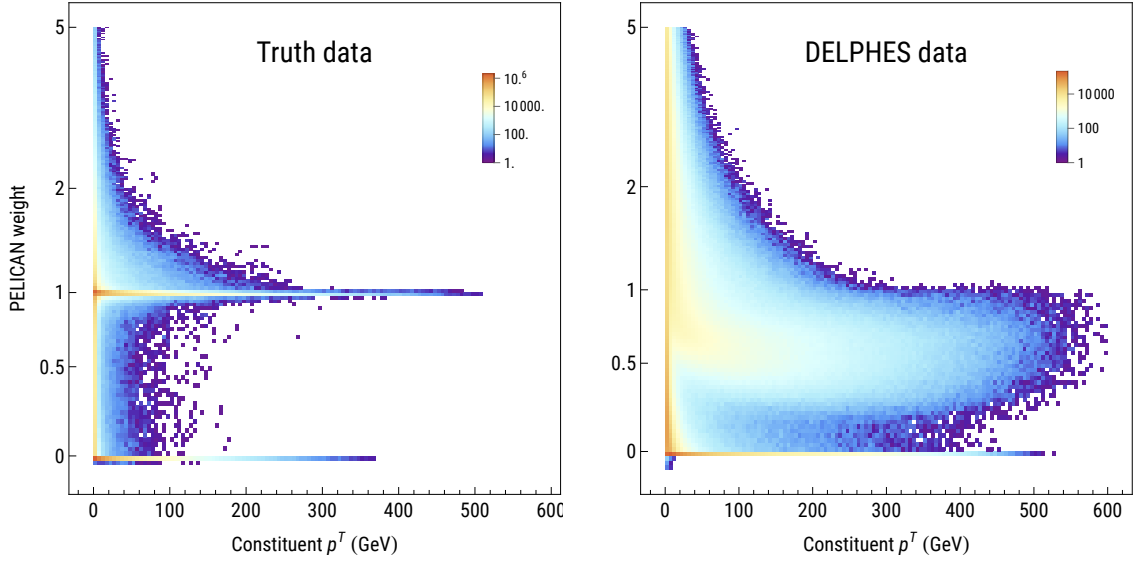 Truth data
10.⁶
10000.
100.
1.
5
2
1
0.5
0
PELICAN weight
0 100 200 300 400 500 600
Constituent p^T (GeV)
DELPHES data
10000
100
1
5
2
1
0.5
0
0 100 200 300 400 500 600
Constituent p^T (GeV)